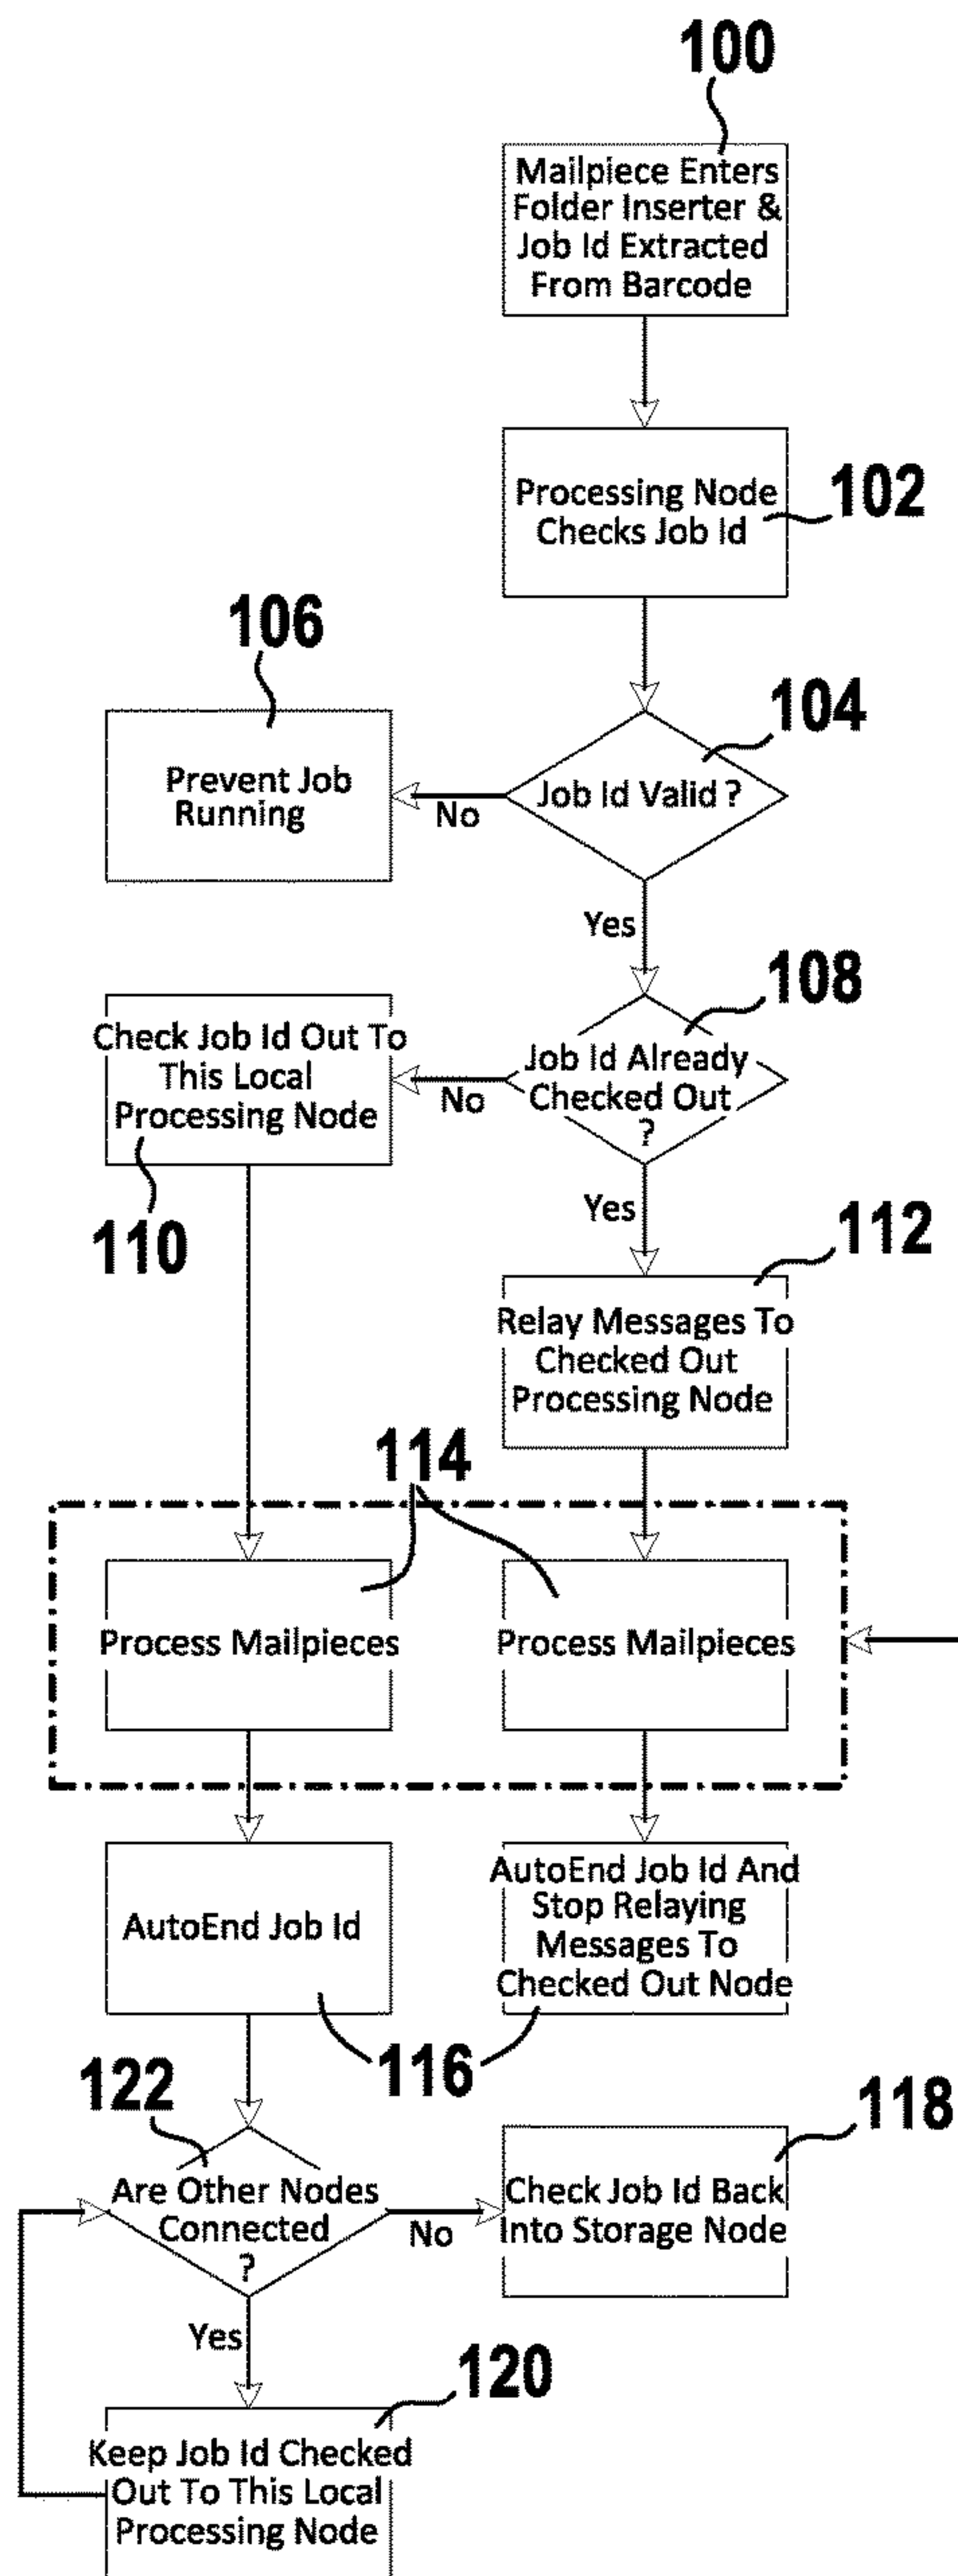 100
Mailpiece Enters
Folder Inserter &
Job Id Extracted
From Barcode
Processing Node
Checks Job Id
102
106
104
Prevent Job
Running
No
Job Id Valid ?
Yes
108
Check Job Id Out To
This Local
Processing Node
No
Job Id Already
Checked Out
?
110
Yes
112
Relay Messages To
Checked Out
Processing Node
114
Process Mailpieces
Process Mailpieces
AutoEnd Job Id
AutoEnd Job Id And
Stop Relaying
Messages To
Checked Out Node
116
122
118
Are Other Nodes
Connected
?
No
Check Job Id Back
Into Storage Node
Yes
120
Keep Job Id Checked
Out To This Local
Processing Node